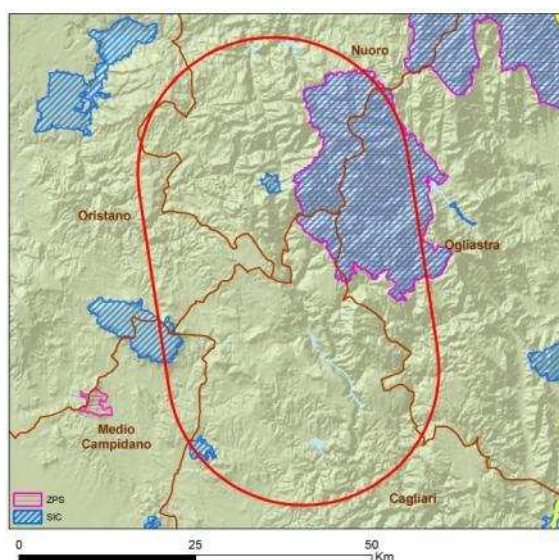 Nuoro
Oristano
Ogliastra
Medio
Campidano
Cagliari
ZPS
SIC
0 25 50
Km